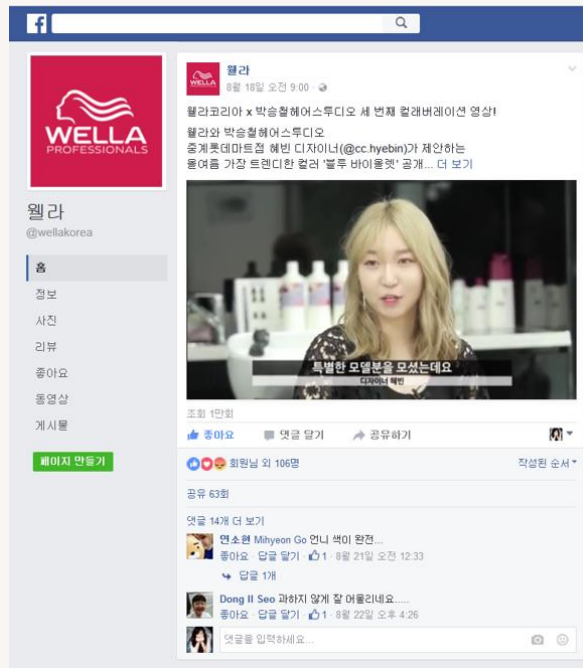 WELLA
PROFESSIONALS
웰라
@wellakorea
홈
정보
사진
리뷰
좋아요
동영상
게시물
페이지 만들기
WELLA
웰라
8월 18일 오전 9:00 ·
웰라코리아 x 박승철헤어스투디오 세 번째 컬래버레이션 영상!
웰라와 박승철헤어스투디오
중계롯데마트점 혜빈 디자이너(@cc.hyebin)가 제안하는
올여름 가장 트렌디한 컬러 '블루 바이올렛' 공개... 더 보기
특별한 모델분을 모셨는데요
디자이너 혜빈
조회 1만회
좋아요 댓글 달기 공유하기
회원님 외 106명 작성된 순서
공유 63회
댓글 14개 더 보기
연소현 Mihyeon Go 언니 색이 완전...
좋아요 · 답글 달기 · 1 · 8월 21일 오전 12:33
답글 1개
Dong Il Seo 과하지 않게 잘 어울리네요.....
좋아요 · 답글 달기 · 1 · 8월 22일 오후 4:26
댓글을 입력하세요...